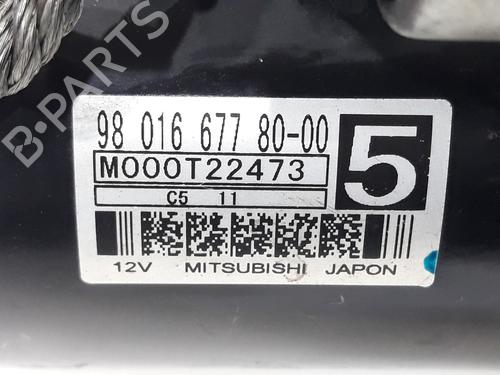 98 016 677 80-00
5
M000T22473
C5 11
12V MITSUBISHI JAPON
B-PARTS